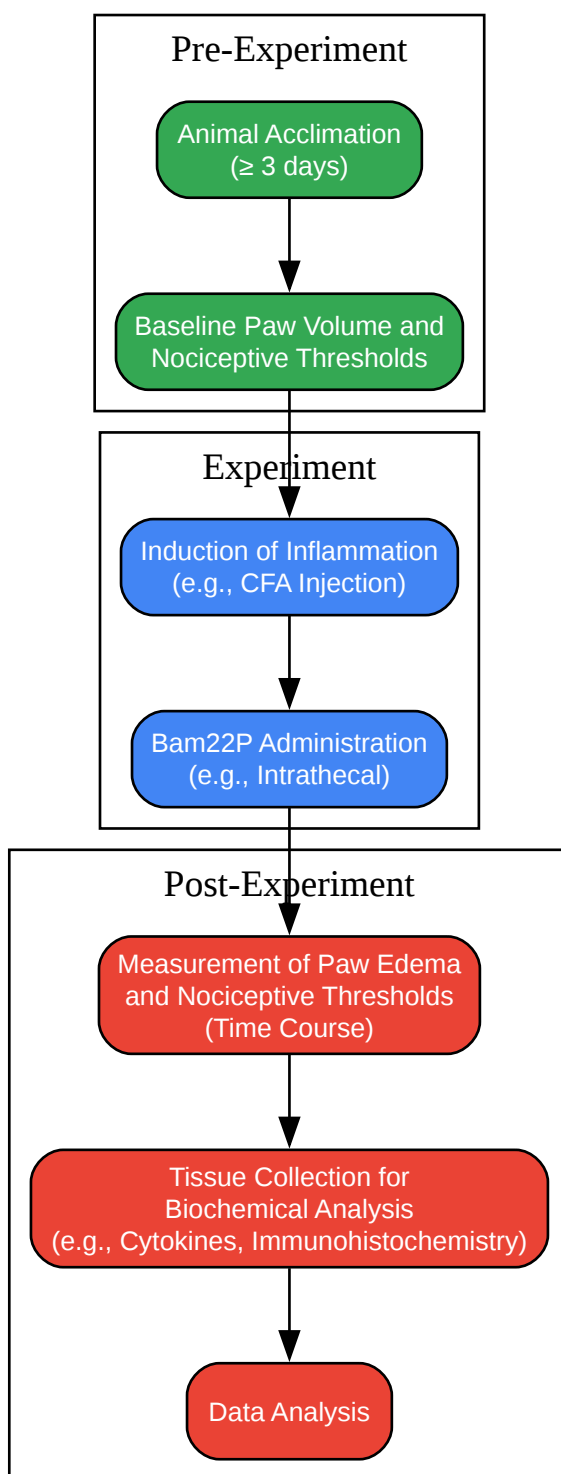 Pre-Experiment
Animal Acclimation
(≥ 3 days)
Baseline Paw Volume and
Nociceptive Thresholds
Experiment
Induction of Inflammation
(e.g., CFA Injection)
Bam22P Administration
(e.g., Intrathecal)
Post-Experiment
Measurement of Paw Edema
and Nociceptive Thresholds
(Time Course)
Tissue Collection for
Biochemical Analysis
(e.g., Cytokines, Immunohistochemistry)
Data Analysis